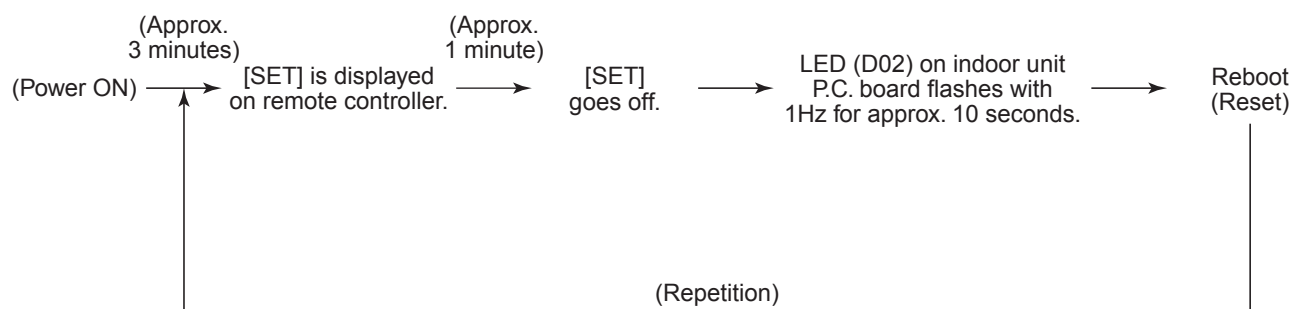 (Approx.
3 minutes)
(Approx.
1 minute)
(Power ON)
[SET] is displayed
on remote controller.
[SET]
goes off.
LED (D02) on indoor unit
P.C. board flashes with
1Hz for approx. 10 seconds.
Reboot
(Reset)
(Repetition)